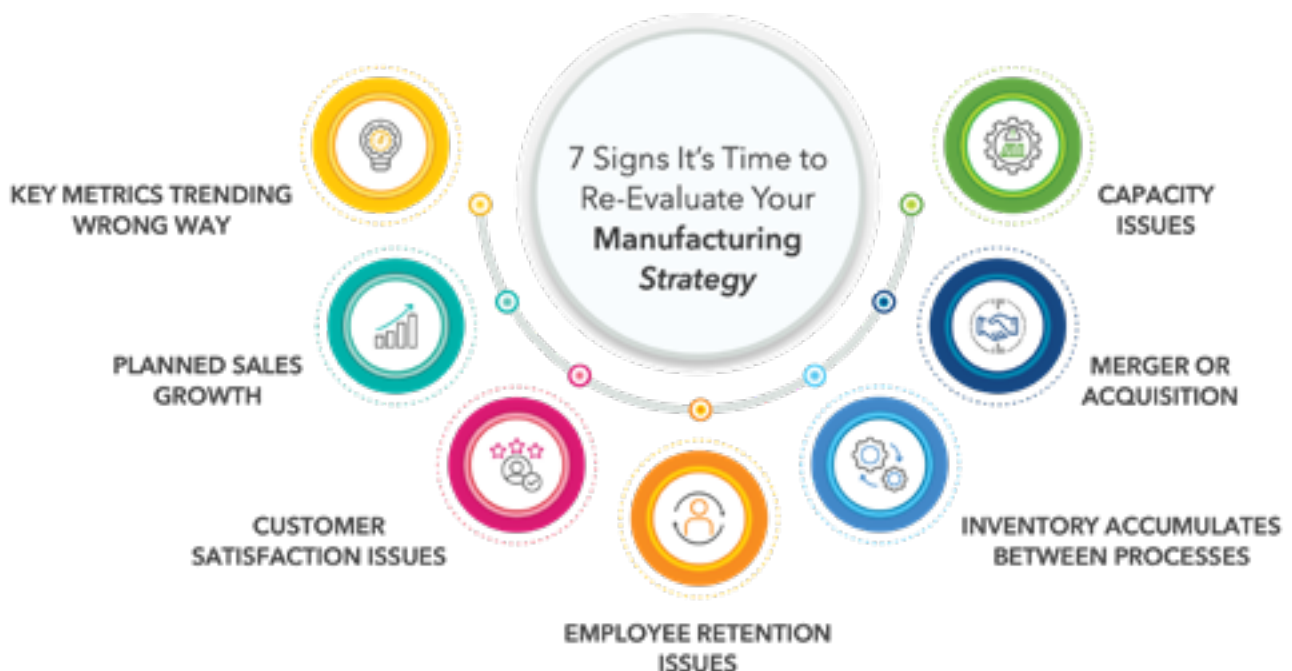 7 Signs It's Time to
Re-Evaluate Your
Manufacturing
Strategy
KEY METRICS TRENDING
WRONG WAY
PLANNED SALES
GROWTH
CUSTOMER
SATISFACTION ISSUES
EMPLOYEE RETENTION
ISSUES
INVENTORY ACCUMULATES
BETWEEN PROCESSES
MERGER OR
ACQUISITION
CAPACITY
ISSUES